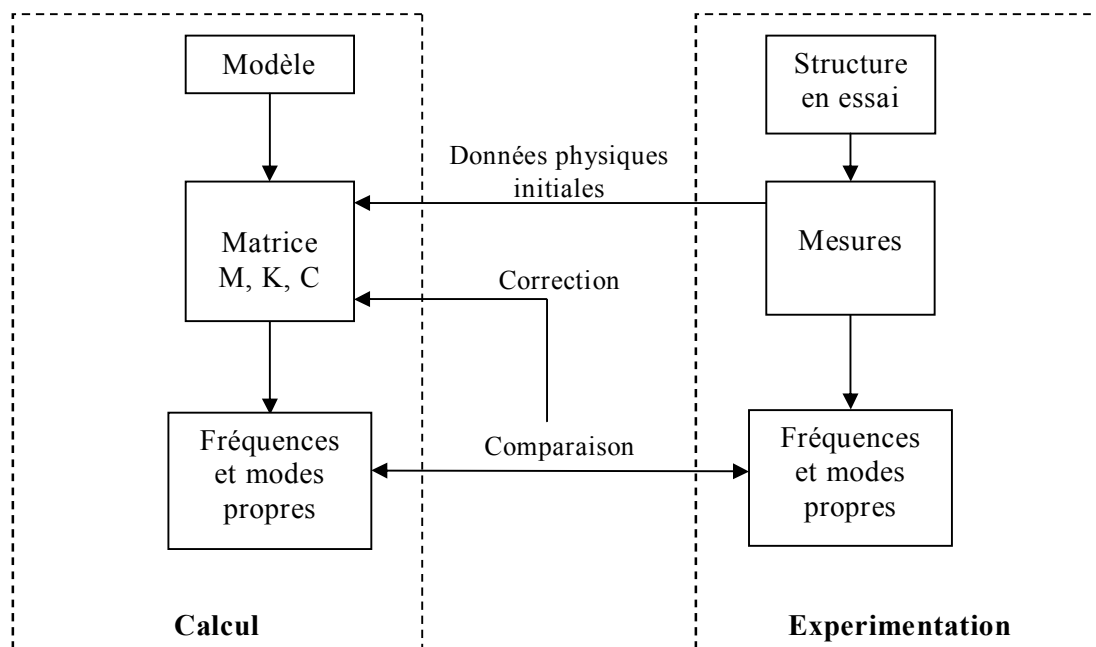 Modèle
Structure
en essai
Données physiques
initiales
Matrice
M, K, C
Mesures
Correction
Fréquences
et modes
propres
Comparaison
Fréquences
et modes
propres
Calcul
Experimentation